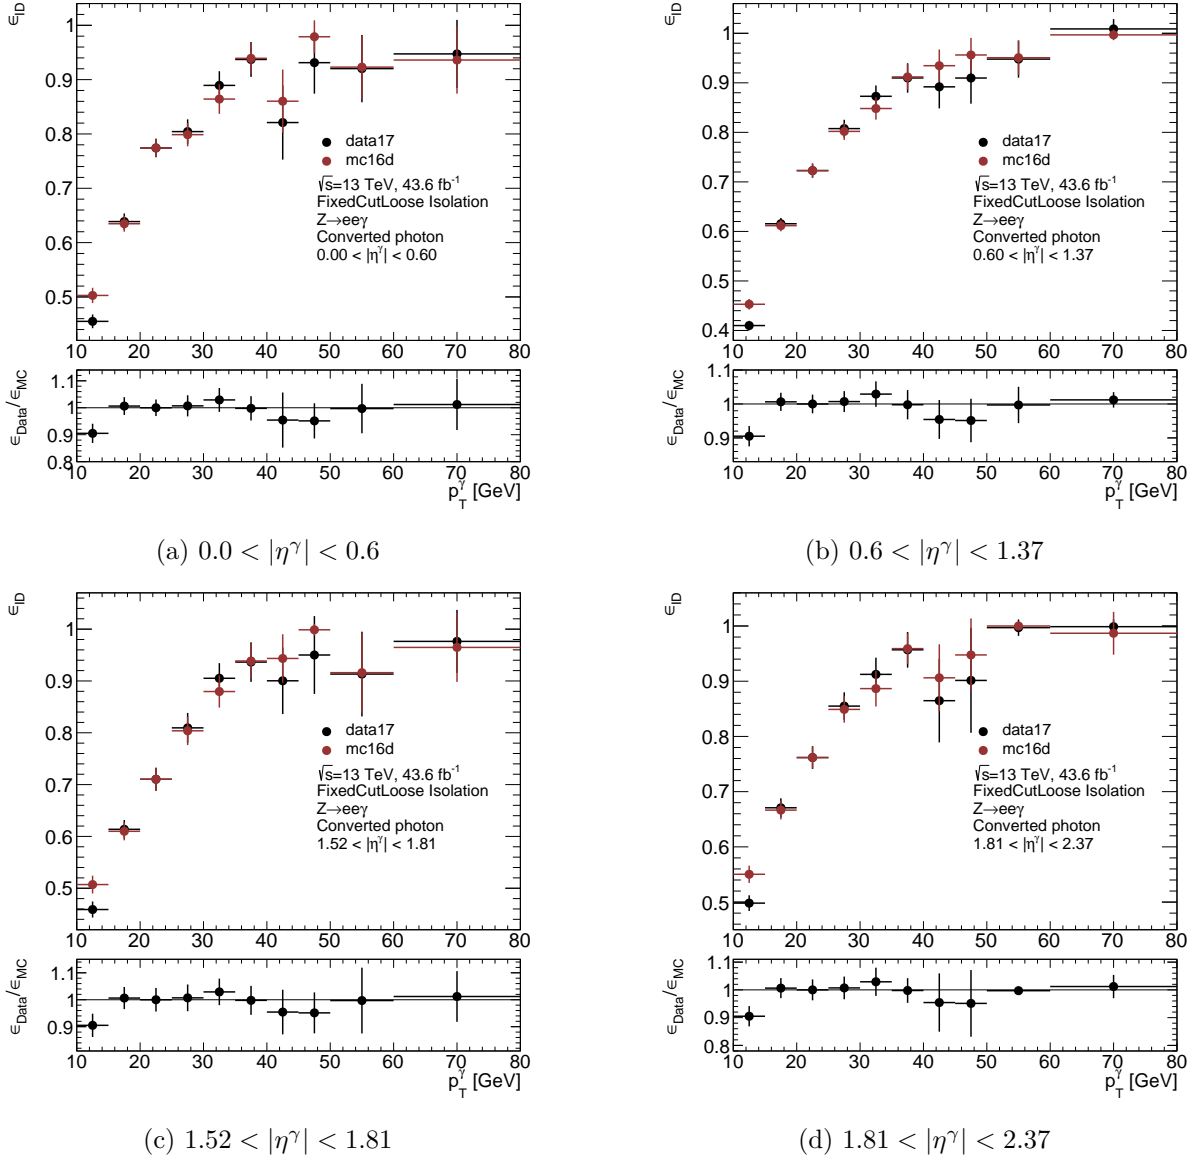 ϵ_ID
1
0.9
0.8
0.7
0.6
0.5
data17
mc16d
√s=13 TeV, 43.6 fb⁻¹
FixedCutLoose Isolation
Z→eeγ
Converted photon
0.00 < |η^γ| < 0.60
10 20 30 40 50 60 70 80
ϵ_Data/ϵ_MC
1.1
1
0.9
0.8
10 20 30 40 50 60 70 80
p_T^γ [GeV]
(a) 0.0 < |η^γ| < 0.6
ϵ_ID
1
0.9
0.8
0.7
0.6
0.5
0.4
data17
mc16d
√s=13 TeV, 43.6 fb⁻¹
FixedCutLoose Isolation
Z→eeγ
Converted photon
0.60 < |η^γ| < 1.37
10 20 30 40 50 60 70 80
ϵ_Data/ϵ_MC
1.1
1
0.9
10 20 30 40 50 60 70 80
p_T^γ [GeV]
(b) 0.6 < |η^γ| < 1.37
ϵ_ID
1
0.9
0.8
0.7
0.6
0.5
data17
mc16d
√s=13 TeV, 43.6 fb⁻¹
FixedCutLoose Isolation
Z→eeγ
Converted photon
1.52 < |η^γ| < 1.81
10 20 30 40 50 60 70 80
ϵ_Data/ϵ_MC
1.1
1
0.9
10 20 30 40 50 60 70 80
p_T^γ [GeV]
(c) 1.52 < |η^γ| < 1.81
ϵ_ID
1
0.9
0.8
0.7
0.6
0.5
data17
mc16d
√s=13 TeV, 43.6 fb⁻¹
FixedCutLoose Isolation
Z→eeγ
Converted photon
1.81 < |η^γ| < 2.37
10 20 30 40 50 60 70 80
ϵ_Data/ϵ_MC
1.1
1
0.9
0.8
10 20 30 40 50 60 70 80
p_T^γ [GeV]
(d) 1.81 < |η^γ| < 2.37